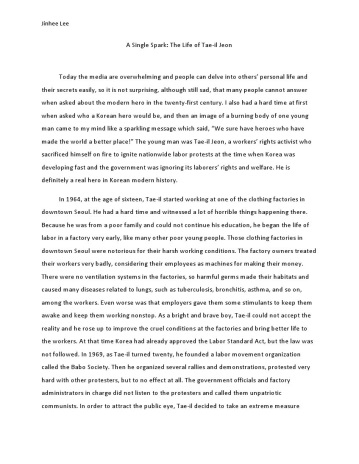 Jinhee Lee
A Single Spark: The Life of Tae-il Jeon
Today the media are overwhelming and people can delve into others' personal life and
their secrets easily, so it is not surprising, although still sad, that many people cannot answer
when asked about the modern hero in the twenty-first century. I also had a hard time at first
when asked who a Korean hero would be, and then an image of a burning body of one young
man came to my mind like a sparkling message which said, "We sure have heroes who have
made the world a better place!" The young man was Tae-il Jeon, a workers' rights activist who
sacrificed himself on fire to ignite nationwide labor protests at the time when Korea was
developing fast and the government was ignoring its laborers' rights and welfare. He is
definitely a real hero in Korean modern history.
In 1964, at the age of sixteen, Tae-il started working at one of the clothing factories in
downtown Seoul. He had a hard time and witnessed a lot of horrible things happening there.
Because he was from a poor family and could not continue his education, he began the life of
labor in a factory very early, like many other poor young people. Those clothing factories in
downtown Seoul were notorious for their harsh working conditions. The factory owners treated
their workers very badly, considering their employees as machines for making their money.
There were no ventilation systems in the factories, so harmful germs made their habitats and
caused many diseases related to lungs, such as tuberculosis, bronchitis, asthma, and so on,
among the workers. Even worse was that employers gave them some stimulants to keep them
awake and keep them working nonstop. As a bright and brave boy, Tae-il could not accept the
reality and he rose up to improve the cruel conditions at the factories and bring better life to
the workers. At that time Korea had already approved the Labor Standard Act, but the law was
not followed. In 1969, as Tae-il turned twenty, he founded a labor movement organization
called the Babo Society. Then he organized several rallies and demonstrations, protested very
hard with other protesters, but to no effect at all. The government officials and factory
administrators in charge did not listen to the protesters and called them unpatriotic
communists. In order to attract the public eye, Tae-il decided to take an extreme measure